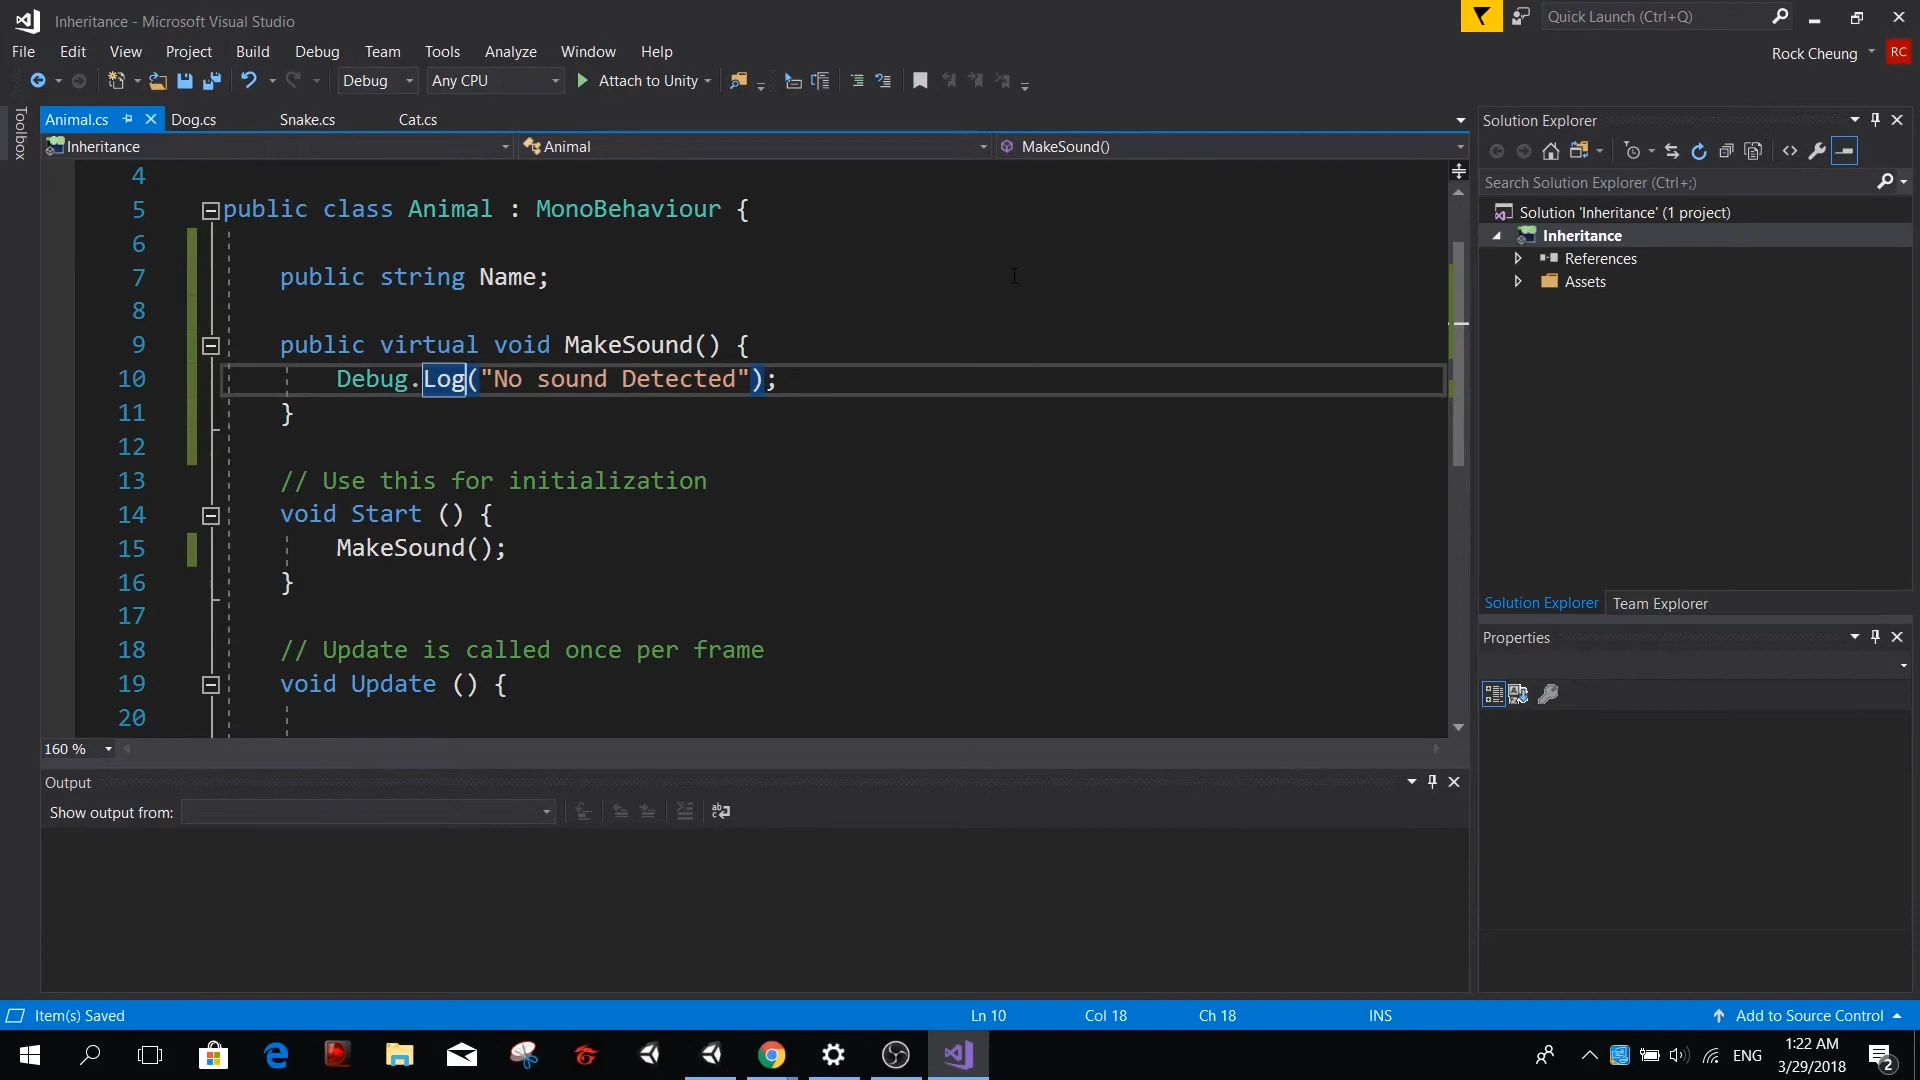 Inheritance - Microsoft Visual Studio
Quick Launch (Ctrl+Q)
File Edit View Project Build Debug Team Tools Analyze Window Help
Rock Cheung RC
Debug Any CPU Attach to Unity
Toolbox
Animal.cs Dog.cs Snake.cs Cat.cs
Inheritance Animal MakeSound()
4
5 public class Animal : MonoBehaviour {
6
7 public string Name;
8
9 public virtual void MakeSound() {
10 Debug.Log("No sound Detected");
11 }
12
13 // Use this for initialization
14 void Start () {
15 MakeSound();
16 }
17
18 // Update is called once per frame
19 void Update () {
20
160 %
Output
Show output from:
Solution Explorer
Search Solution Explorer (Ctrl+;)
Solution 'Inheritance' (1 project)
Inheritance
References
Assets
Solution Explorer Team Explorer
Properties
Item(s) Saved Ln 10 Col 18 Ch 18 INS Add to Source Control
ENG
1:22 AM
3/29/2018
2